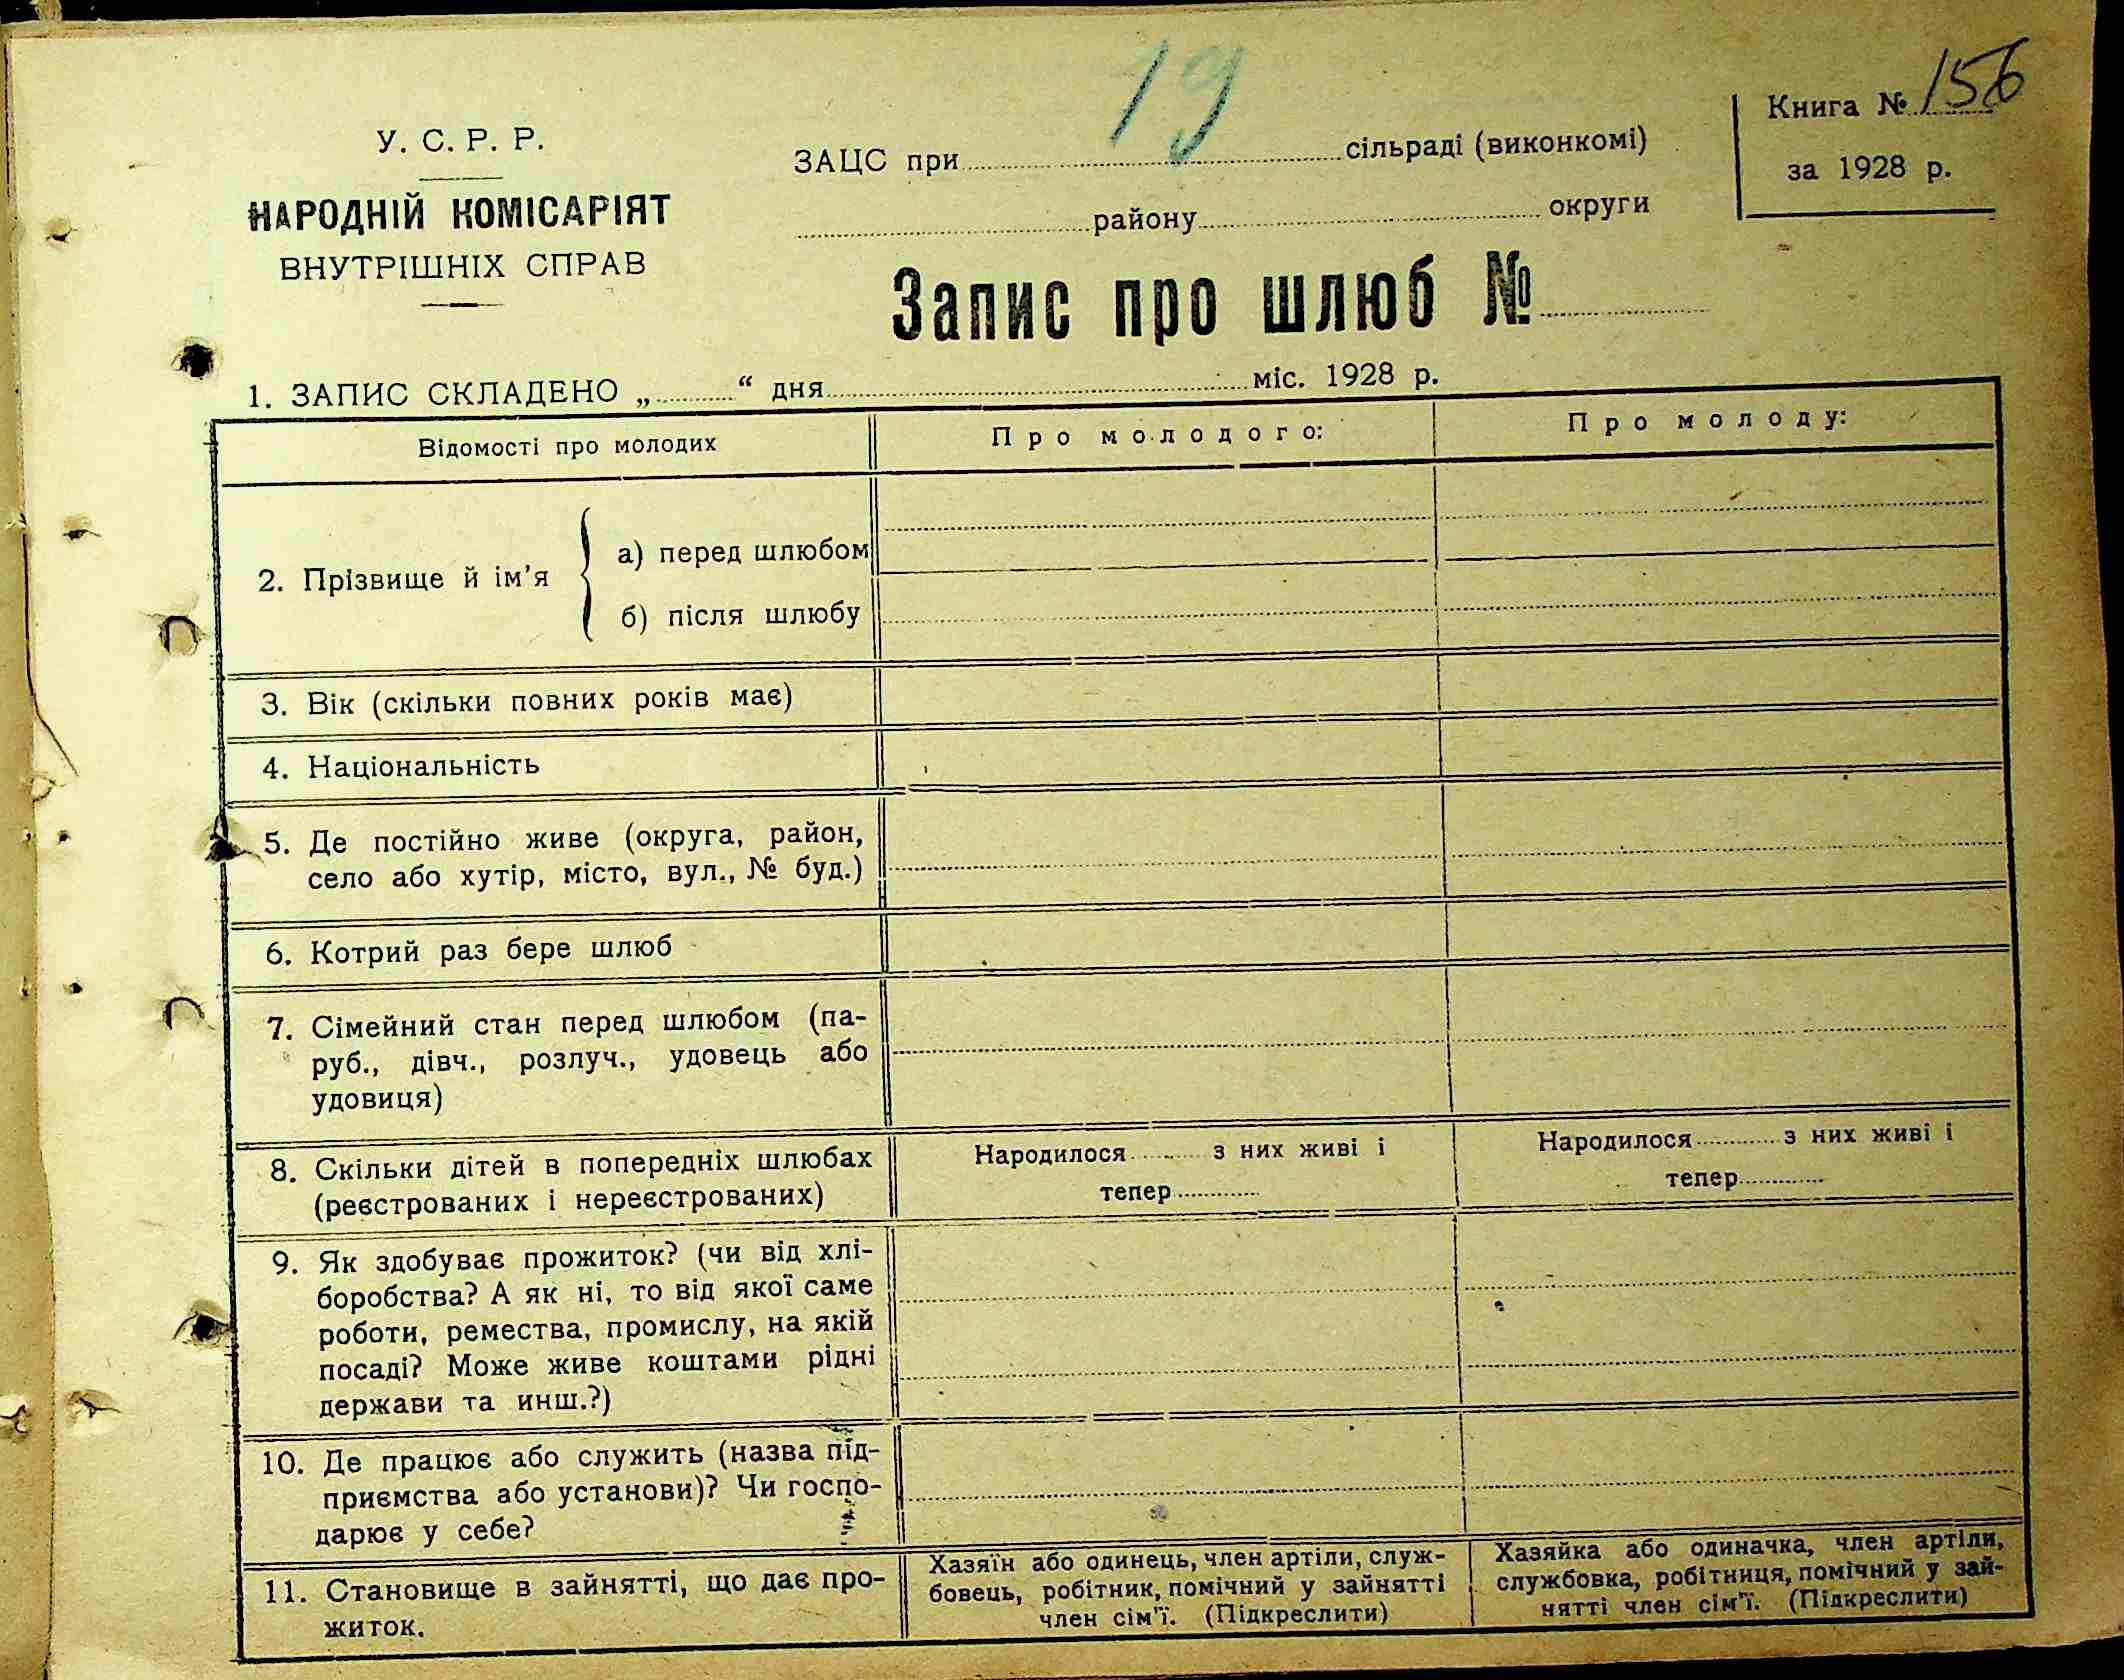 19
156
Книга №
за 1928 р.
У. С. Р. Р.
НАРОДНІЙ КОМІСАРІЯТ
ВНУТРІШНІХ СПРАВ
ЗАЦС при сільраді (виконкомі)
району округи
Запис про шлюб №
1. ЗАПИС СКЛАДЕНО „ “ дня міс. 1928 р.
Відомості про молодих
Про молодого:
Про молоду:
2. Прізвище й ім’я
а) перед шлюбом
б) після шлюбу
3. Вік (скільки повних років має)
4. Національність
5. Де постійно живе (округа, район,
село або хутір, місто, вул., № буд.)
6. Котрий раз бере шлюб
7. Сімейний стан перед шлюбом (па-
руб., дівч., розлуч., удовець або
удовиця)
8. Скільки дітей в попередніх шлюбах
(реєстрованих і нереєстрованих)
Народилося з них живі і
тепер
Народилося з них живі і
тепер
9. Як здобуває прожиток? (чи від хлі-
боробства? А як ні, то від якої саме
роботи, ремества, промислу, на якій
посаді? Може живе коштами рідні
держави та инш.?)
10. Де працює або служить (назва під-
приємства або установи)? Чи госпо-
дарює у себе?
11. Становище в зайнятті, що дає про-
житок.
Хазяїн або одинець, член артіли, служ-
бовець, робітник, помічний у зайнятті
член сім’ї. (Підкреслити)
Хазяйка або одиначка, член артіли,
службовка, робітниця, помічний у зай-
нятті член сім’ї. (Підкреслити)